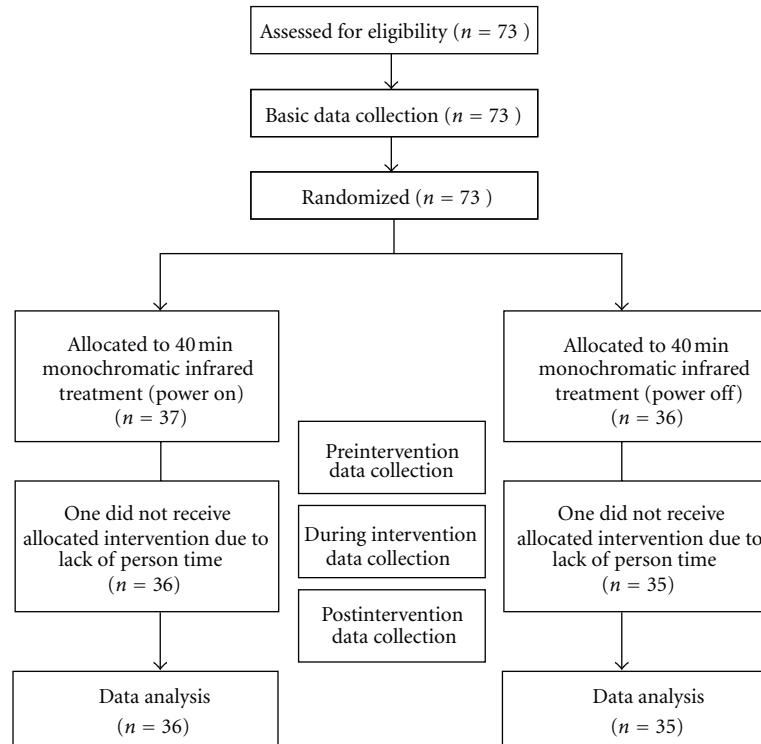 Assessed for eligibility (n = 73 )
Basic data collection (n = 73 )
Randomized (n = 73 )
Allocated to 40 min
monochromatic infrared
treatment (power on)
(n = 37)
Allocated to 40 min
monochromatic infrared
treatment (power off)
(n = 36)
Preintervention
data collection
One did not receive
allocated intervention due to
lack of person time
(n = 36)
During intervention
data collection
One did not receive
allocated intervention due to
lack of person time
(n = 35)
Postintervention
data collection
Data analysis
(n = 36)
Data analysis
(n = 35)